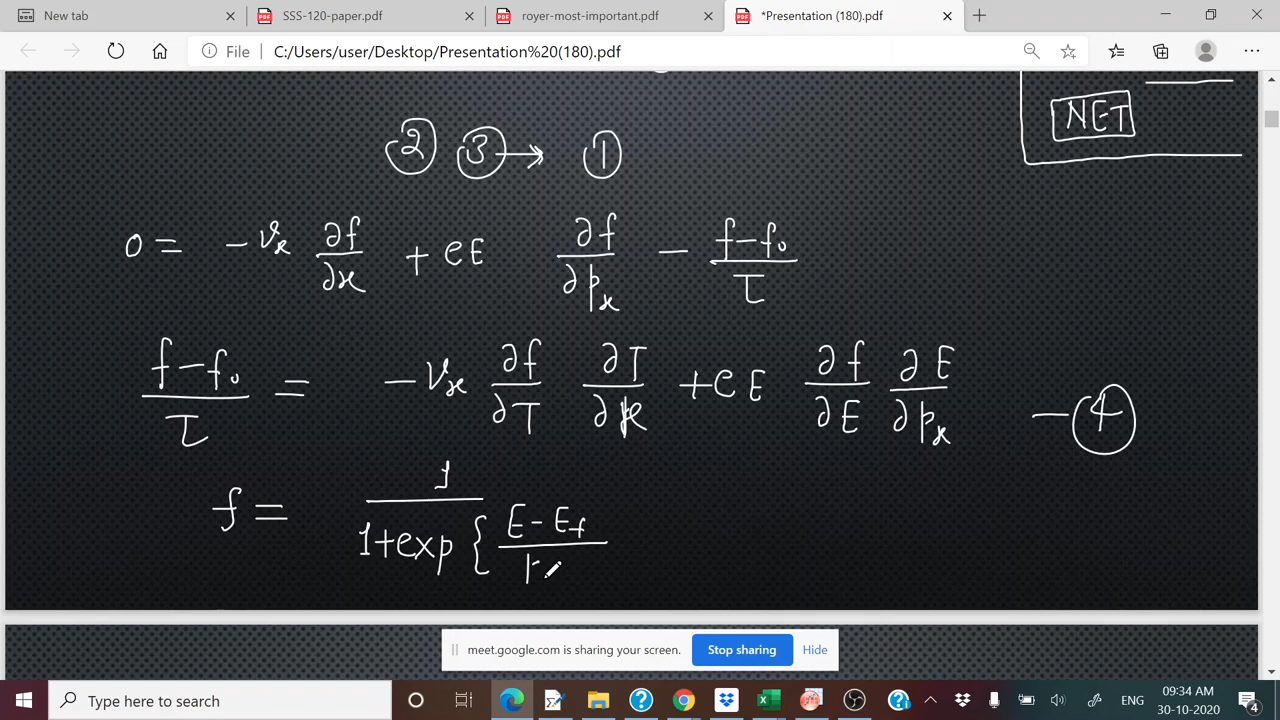 New tab
SSS-120-paper.pdf
royer-most-important.pdf
*Presentation (180).pdf
File C:/Users/user/Desktop/Presentation%20(180).pdf
NET
② ③ → ①
0 = - vₓ ∂f/∂x + eE ∂f/∂pₓ - (f-f₀)/τ
(f-f₀)/τ = - vₓ ∂f/∂T ∂T/∂x + eE ∂f/∂E ∂E/∂pₓ - ④
f = 1/(1+exp{(E-E_f)/
meet.google.com is sharing your screen. Stop sharing Hide
Type here to search
ENG
09:34 AM
30-10-2020
4